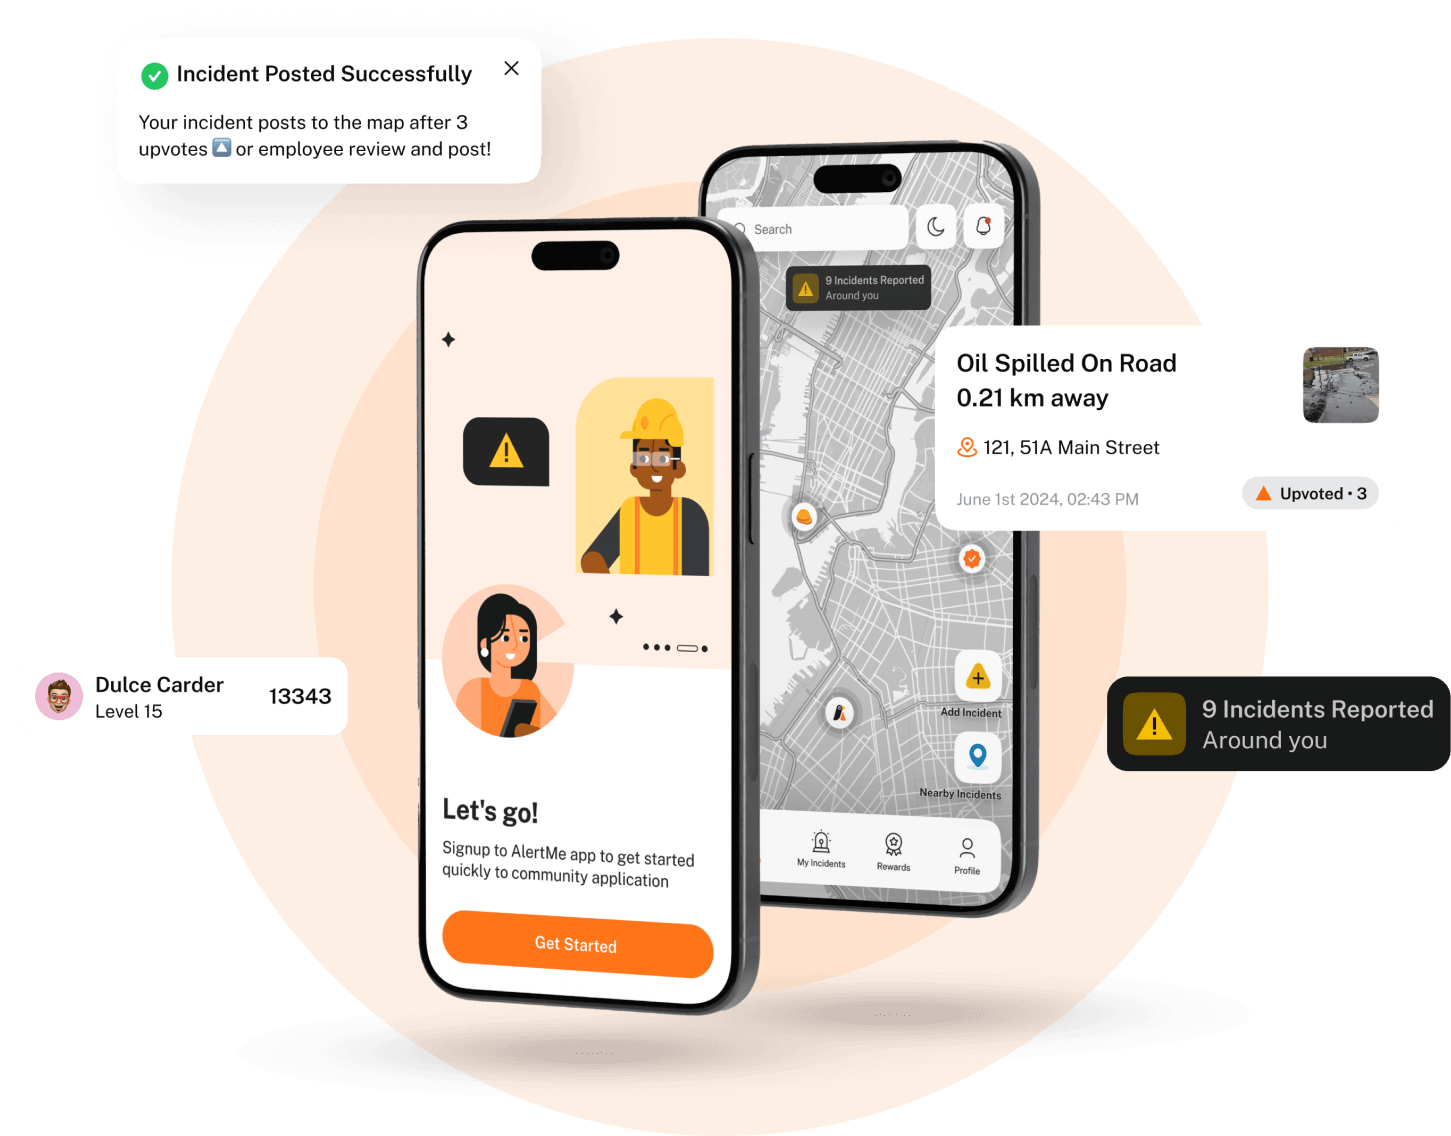 Incident Posted Successfully
Your incident posts to the map after 3
upvotes 🔼 or employee review and post!
Search
9 Incidents Reported
Around you
Oil Spilled On Road
0.21 km away
121, 51A Main Street
June 1st 2024, 02:43 PM
Upvoted • 3
Dulce Carder
Level 15
13343
Add Incident
Nearby Incidents
9 Incidents Reported
Around you
Let's go!
Signup to AlertMe app to get started
quickly to community application
Get Started
My Incidents
Rewards
Profile